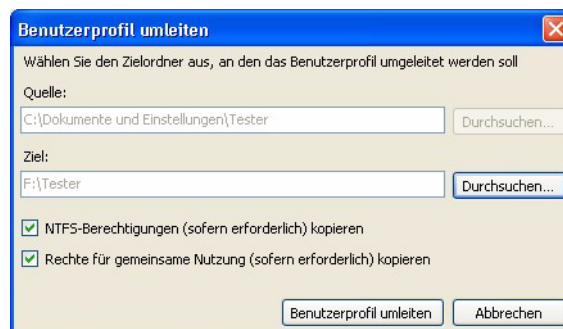 Benutzerprofil umleiten
Wählen Sie den Zielordner aus, an den das Benutzerprofil umgeleitet werden soll
Quelle:
C:\Dokumente und Einstellungen\Tester
Durchsuchen...
Ziel:
F:\Tester
Durchsuchen...
NTFS-Berechtigungen (sofern erforderlich) kopieren
Rechte für gemeinsame Nutzung (sofern erforderlich) kopieren
Benutzerprofil umleiten
Abbrechen